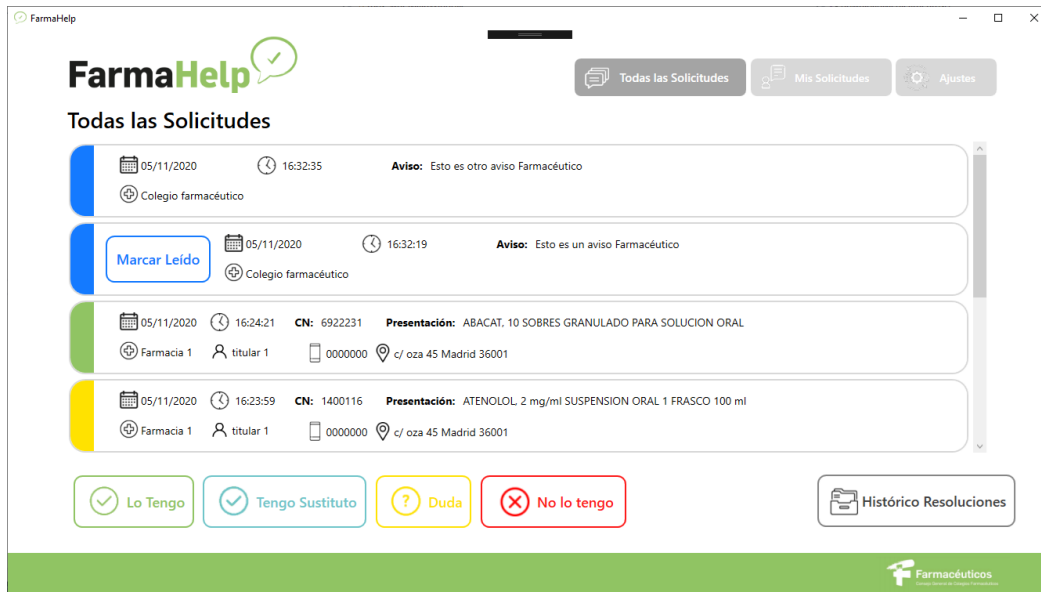 FarmaHelp
FarmaHelp
Todas las Solicitudes
Mis Solicitudes
Ajustes
Todas las Solicitudes
05/11/2020 16:32:35 Aviso: Esto es otro aviso Farmacéutico
Colegio farmacéutico
Marcar Leído
05/11/2020 16:32:19 Aviso: Esto es un aviso Farmacéutico
Colegio farmacéutico
05/11/2020 16:24:21 CN: 6922231 Presentación: ABACAT, 10 SOBRES GRANULADO PARA SOLUCION ORAL
Farmacia 1 titular 1 0000000 c/ oza 45 Madrid 36001
05/11/2020 16:23:59 CN: 1400116 Presentación: ATENOLOL, 2 mg/ml SUSPENSION ORAL 1 FRASCO 100 ml
Farmacia 1 titular 1 0000000 c/ oza 45 Madrid 36001
Lo Tengo
Tengo Sustituto
? Duda
No lo tengo
Histórico Resoluciones
Farmacéuticos
Consejo General de Colegios Farmacéuticos